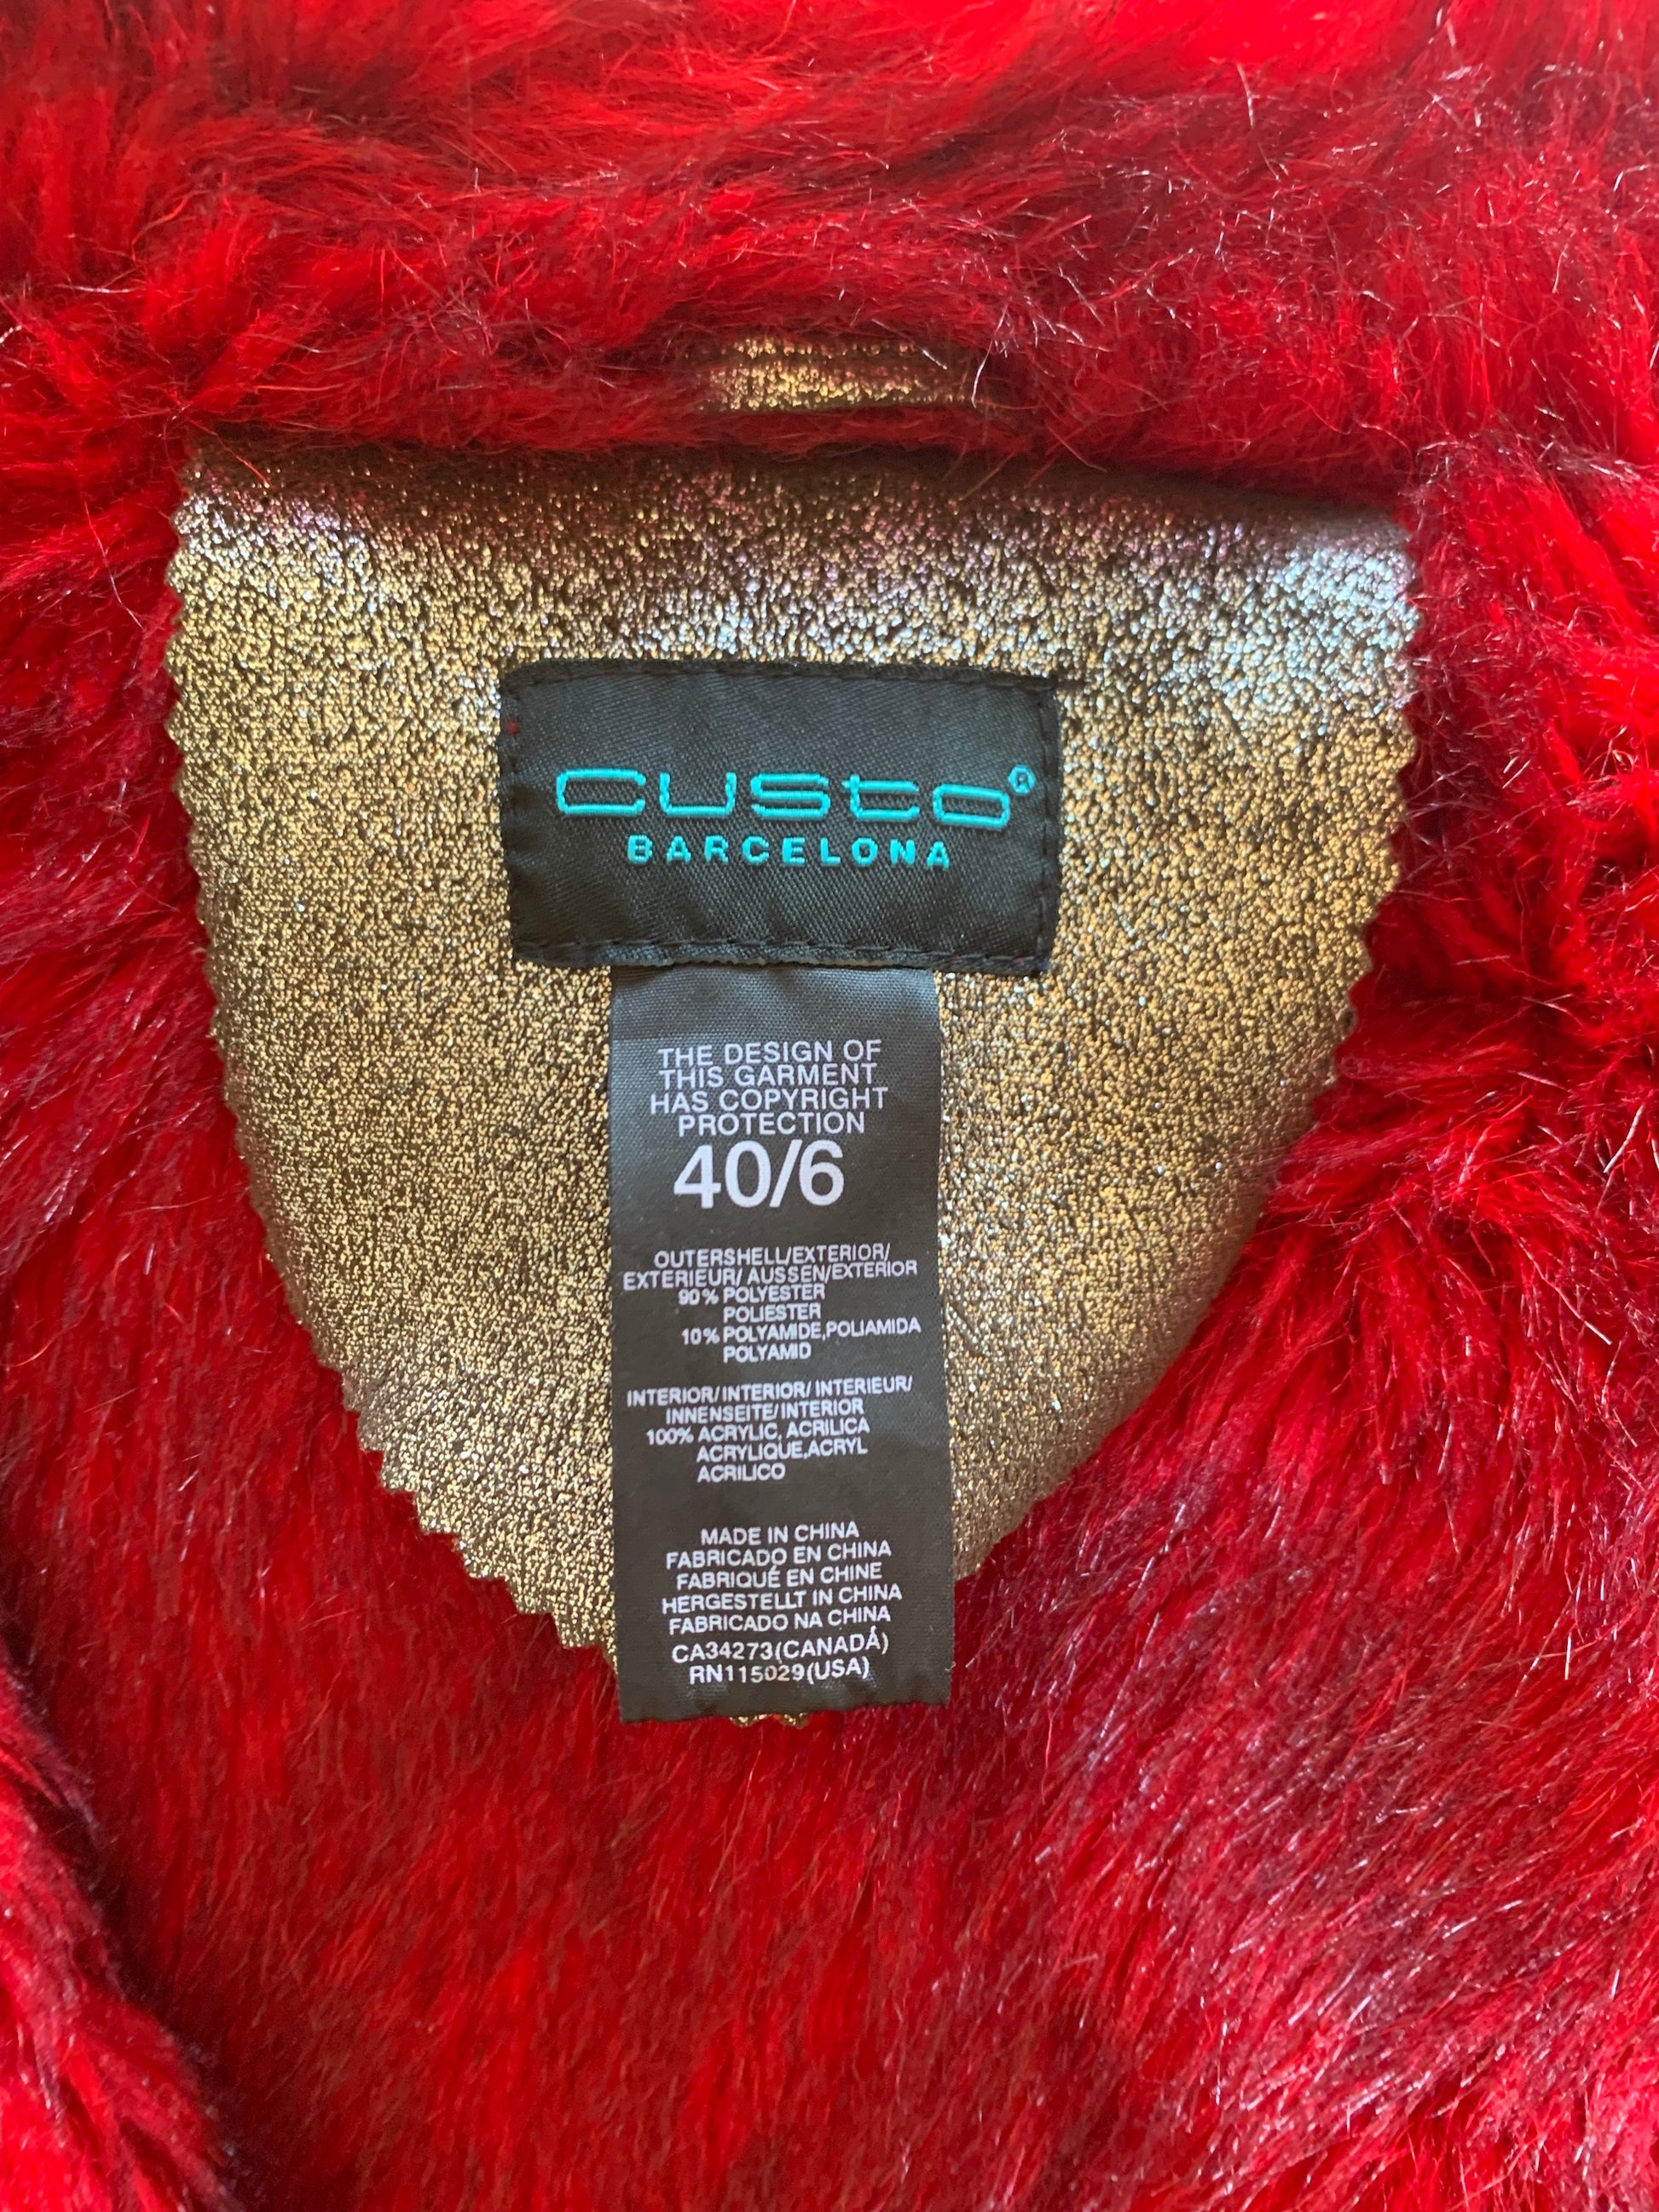 custo®
BARCELONA
THE DESIGN OF
THIS GARMENT
HAS COPYRIGHT
PROTECTION
40/6
OUTERSHELL/EXTERIOR/
EXTERIEUR/ AUSSEN/EXTERIOR
90% POLYESTER
POLIESTER
10% POLYAMIDE,POLIAMIDA
POLYAMID
INTERIOR/ INTERIOR/ INTERIEUR/
INNENSEITE/INTERIOR
100% ACRYLIC, ACRILICA
ACRYLIQUE,ACRYL
ACRILICO
MADE IN CHINA
FABRICADO EN CHINA
FABRIQUÉ EN CHINE
HERGESTELLT IN CHINA
FABRICADO NA CHINA
CA34273(CANADÁ)
RN115029(USA)